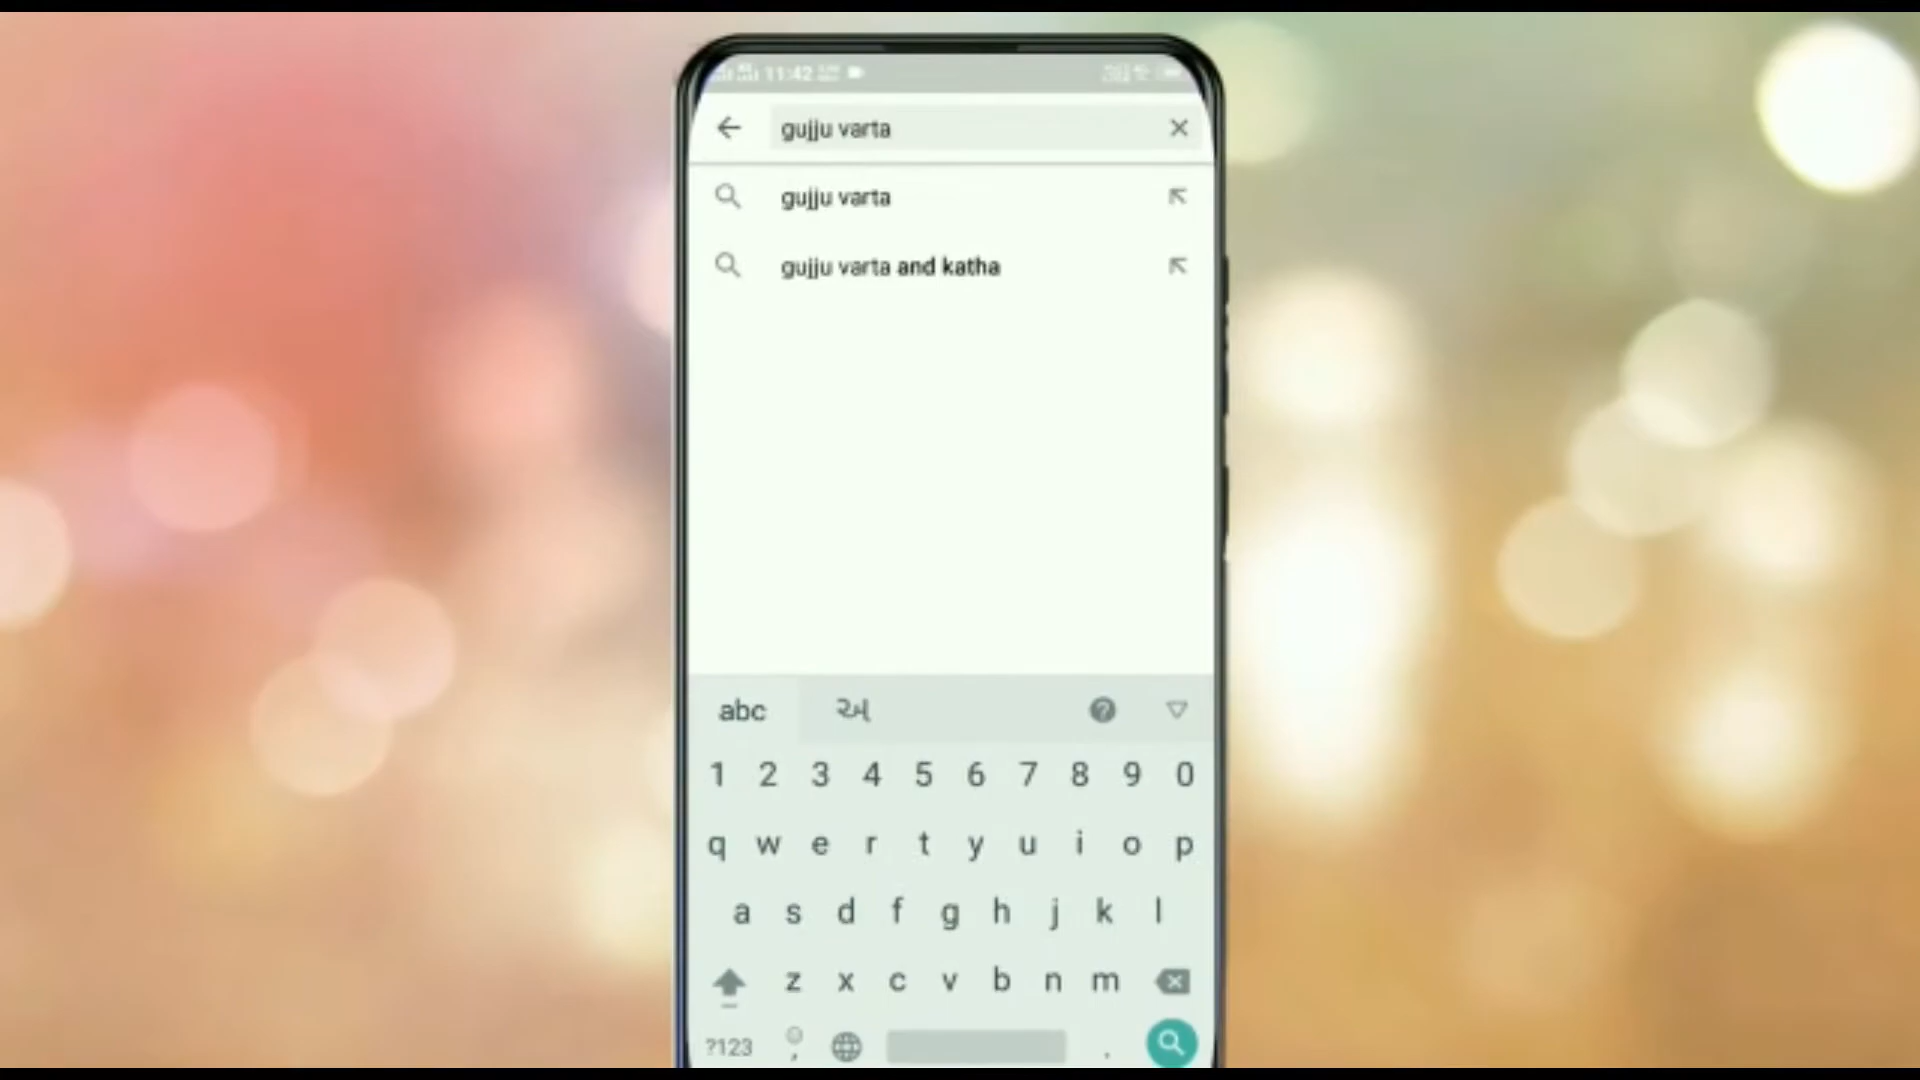 11:42
gujju varta
gujju varta
gujju varta and katha
abc અ
1 2 3 4 5 6 7 8 9 0
q w e r t y u i o p
a s d f g h j k l
z x c v b n m
?123 , .